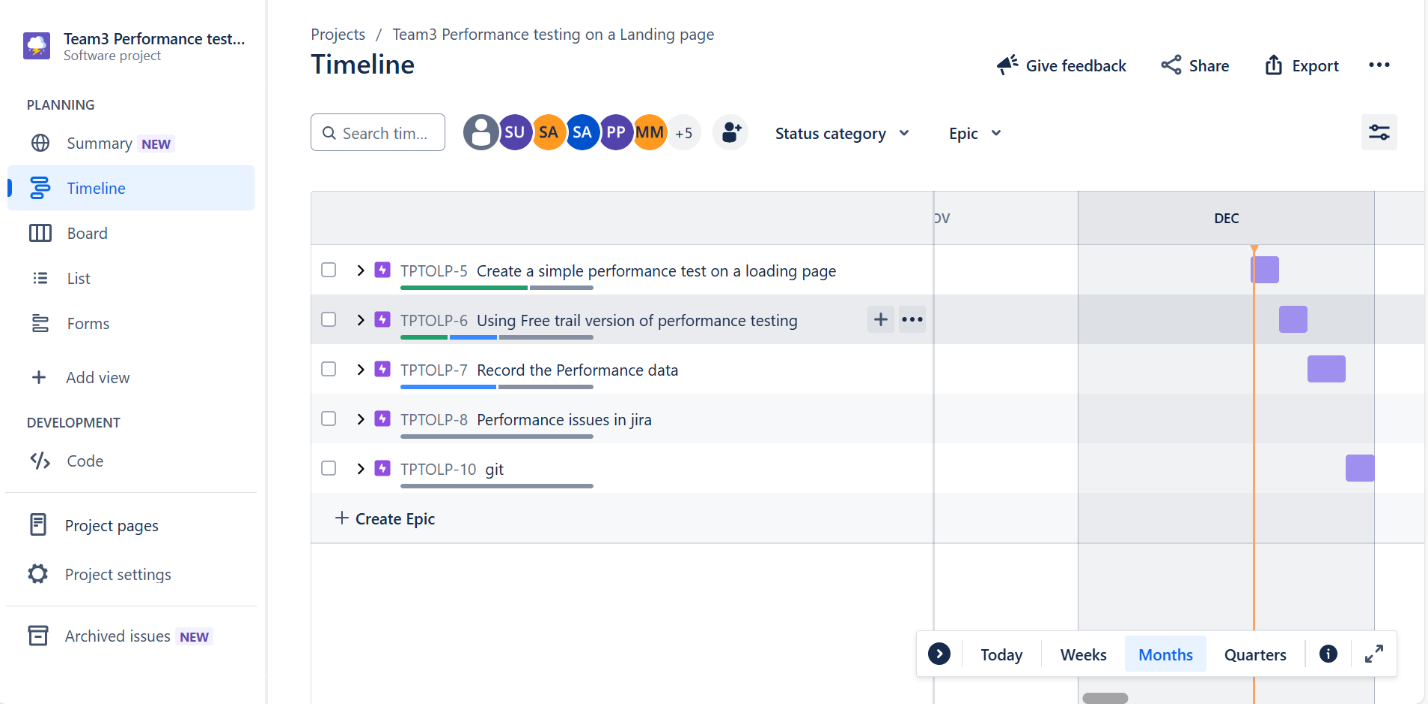 Team3 Performance test...
Software project
PLANNING
Summary NEW
Timeline
Board
List
Forms
Add view
DEVELOPMENT
Code
Project pages
Project settings
Archived issues NEW
Projects / Team3 Performance testing on a Landing page
Timeline
Give feedback Share Export
Search tim... SU SA SA PP MM +5 Status category Epic
OV DEC
TPTOLP-5 Create a simple performance test on a loading page
TPTOLP-6 Using Free trail version of performance testing
TPTOLP-7 Record the Performance data
TPTOLP-8 Performance issues in jira
TPTOLP-10 git
+ Create Epic
Today Weeks Months Quarters